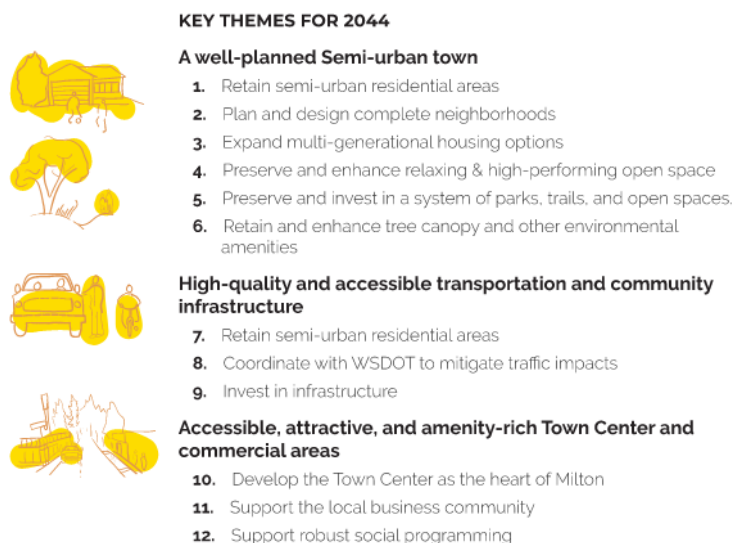 KEY THEMES FOR 2044
A well-planned Semi-urban town
1. Retain semi-urban residential areas
2. Plan and design complete neighborhoods
3. Expand multi-generational housing options
4. Preserve and enhance relaxing & high-performing open space
5. Preserve and invest in a system of parks, trails, and open spaces.
6. Retain and enhance tree canopy and other environmental
amenities
High-quality and accessible transportation and community
infrastructure
7. Retain semi-urban residential areas
8. Coordinate with WSDOT to mitigate traffic impacts
9. Invest in infrastructure
Accessible, attractive, and amenity-rich Town Center and
commercial areas
10. Develop the Town Center as the heart of Milton
11. Support the local business community
12. Support robust social programming